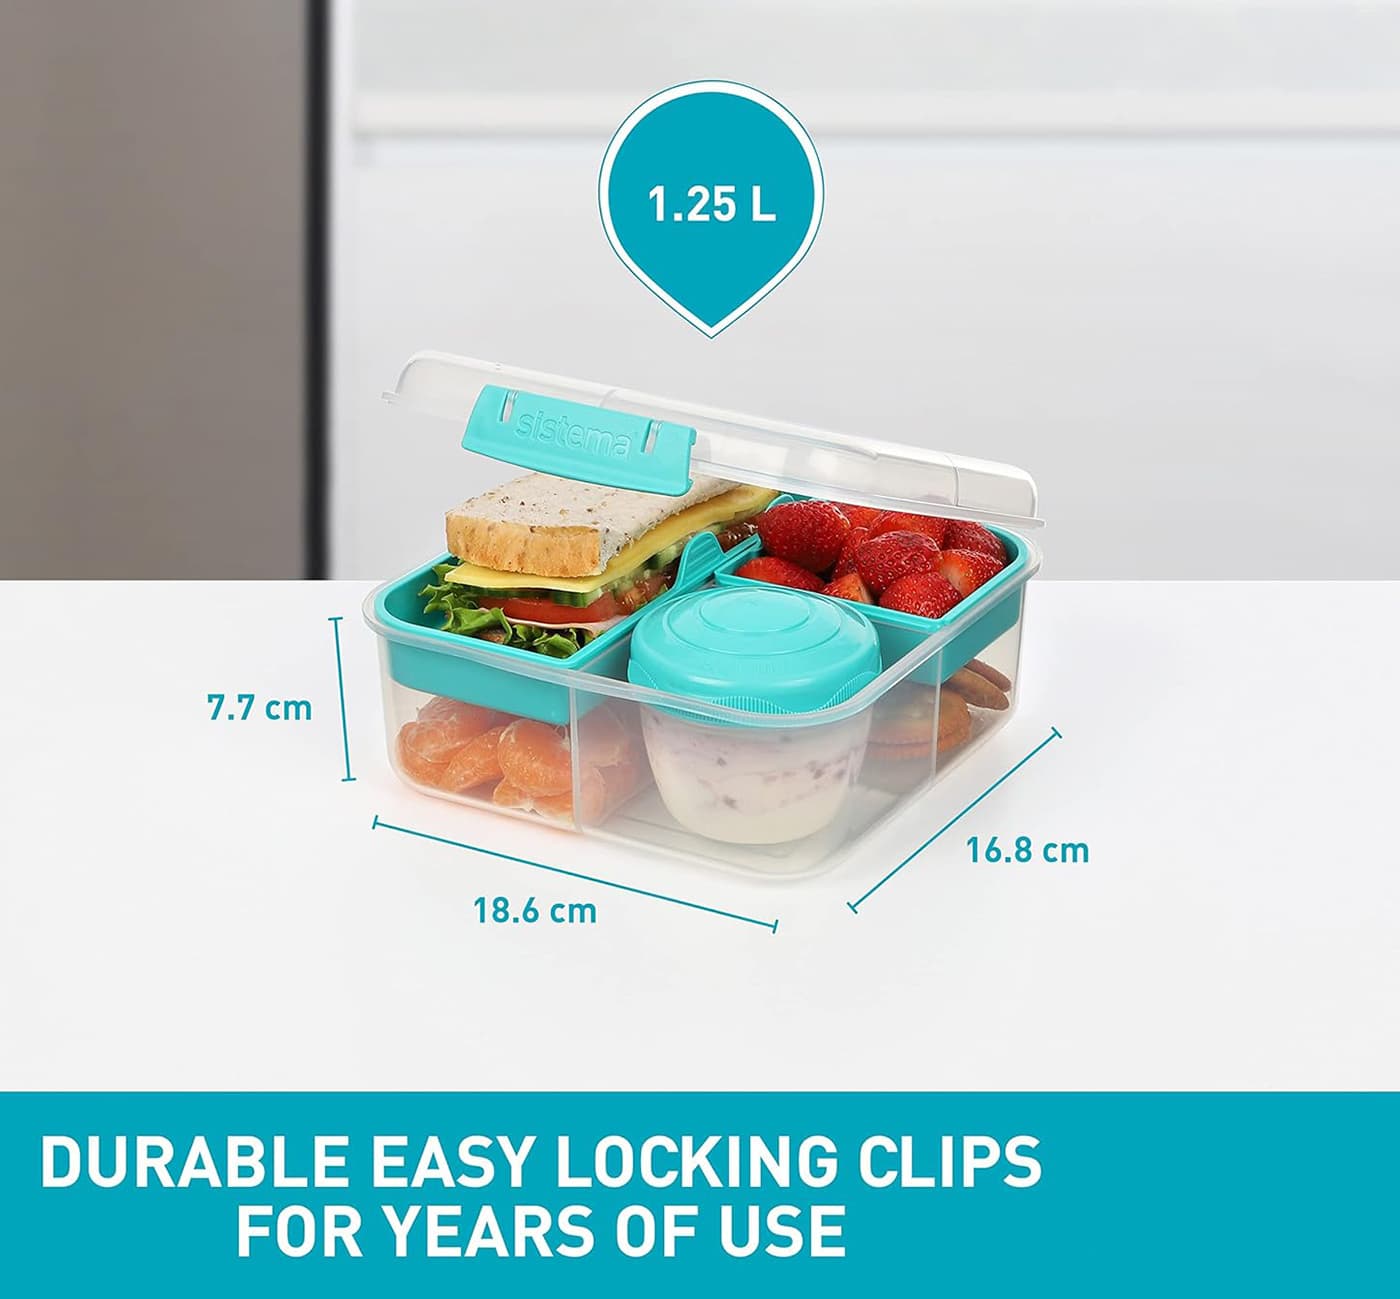 1.25 L
sistema
7.7 cm
16.8 cm
18.6 cm
DURABLE EASY LOCKING CLIPS
FOR YEARS OF USE